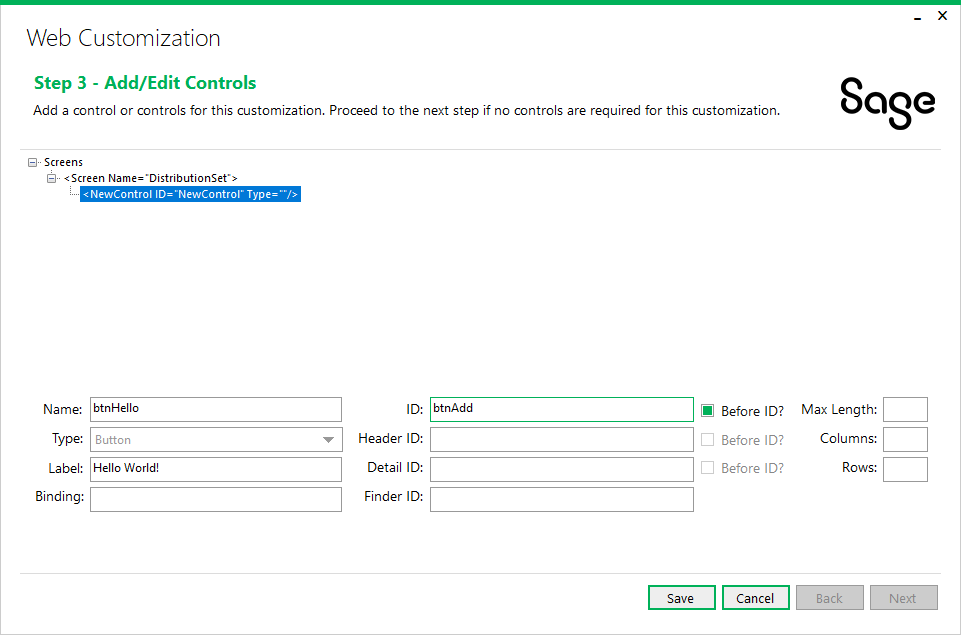 Web Customization
Step 3 - Add/Edit Controls
Add a control or controls for this customization. Proceed to the next step if no controls are required for this customization.
Sage
Screens
<Screen Name="DistributionSet">
<NewControl ID="NewControl" Type=""/>
Name: btnHello ID: btnAdd Before ID? Max Length:
Type: Button Header ID: Before ID? Columns:
Label: Hello World! Detail ID: Before ID? Rows:
Binding: Finder ID:
Save Cancel Back Next